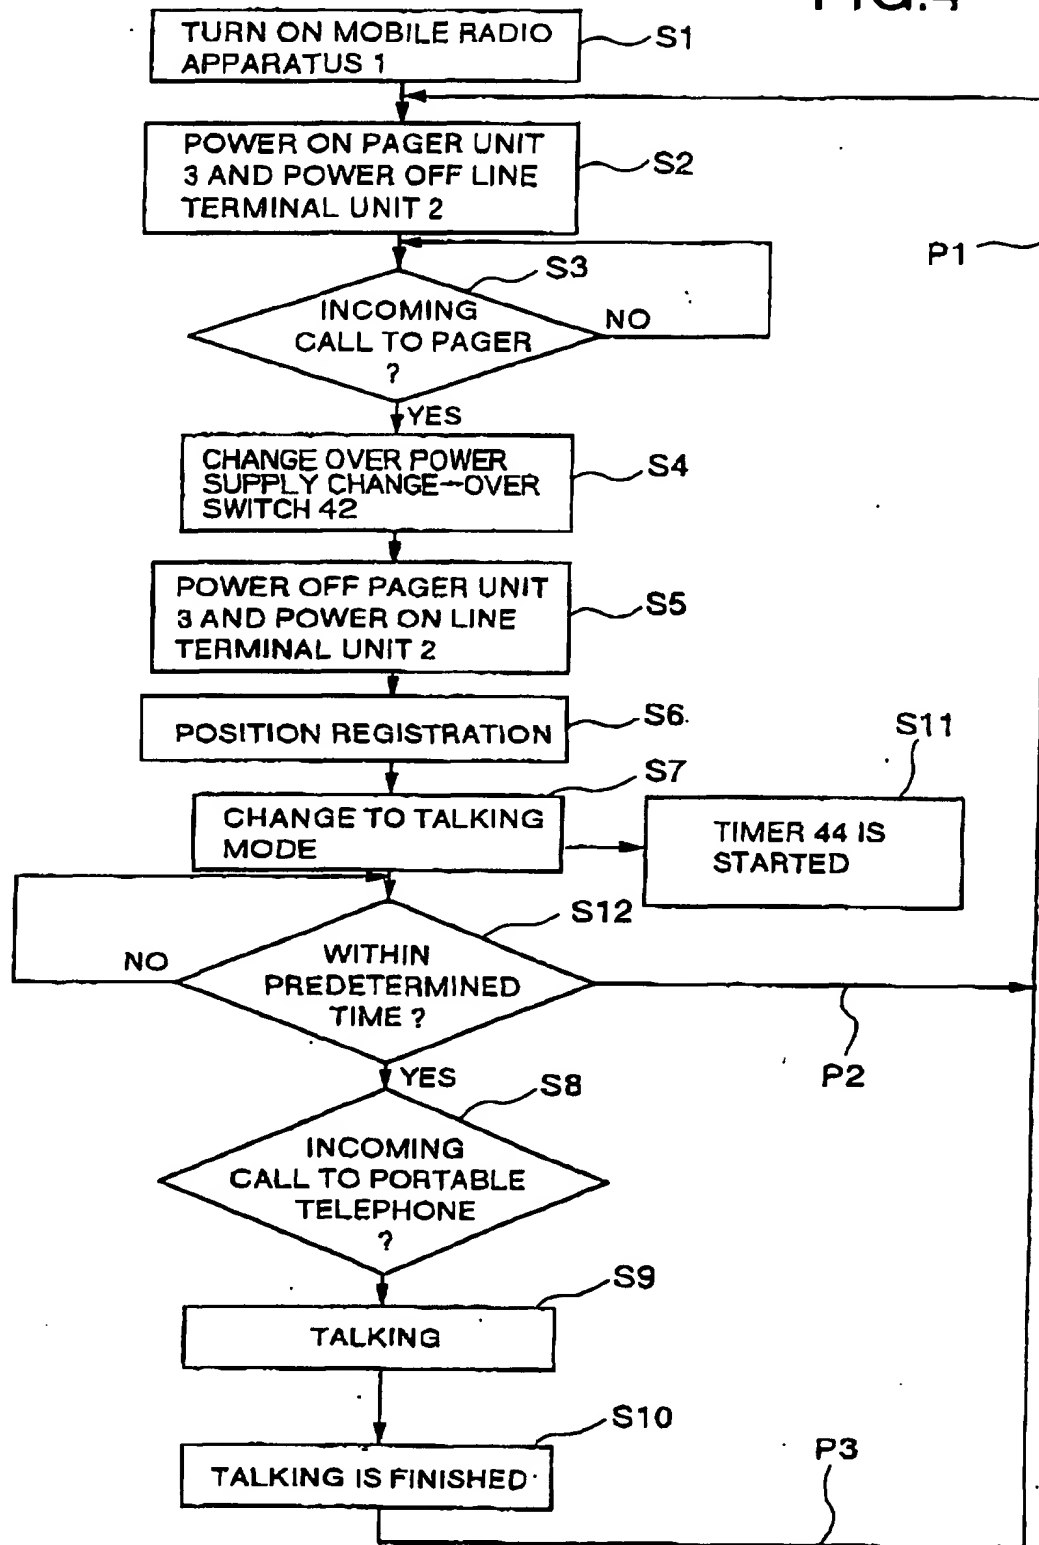 FIG.4
TURN ON MOBILE RADIO
APPARATUS 1
S1
POWER ON PAGER UNIT
3 AND POWER OFF LINE
TERMINAL UNIT 2
S2
P1
S3
INCOMING
CALL TO PAGER
?
NO
YES
CHANGE OVER POWER
SUPPLY CHANGE-OVER
SWITCH 42
S4
POWER OFF PAGER UNIT
3 AND POWER ON LINE
TERMINAL UNIT 2
S5
POSITION REGISTRATION
S6
S7
CHANGE TO TALKING
MODE
S11
TIMER 44 IS
STARTED
S12
WITHIN
PREDETERMINED
TIME ?
NO
P2
YES
S8
INCOMING
CALL TO PORTABLE
TELEPHONE
?
S9
TALKING
S10
TALKING IS FINISHED
P3